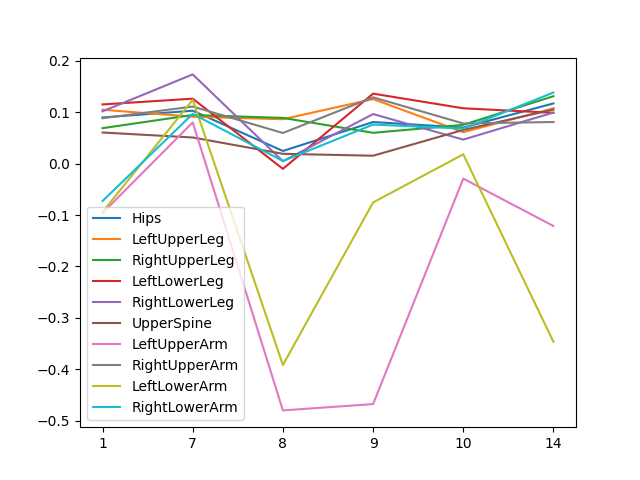 0.2
0.1
0.0
−0.1
−0.2
−0.3
−0.4
−0.5
Hips
LeftUpperLeg
RightUpperLeg
LeftLowerLeg
RightLowerLeg
UpperSpine
LeftUpperArm
RightUpperArm
LeftLowerArm
RightLowerArm
1 7 8 9 10 14